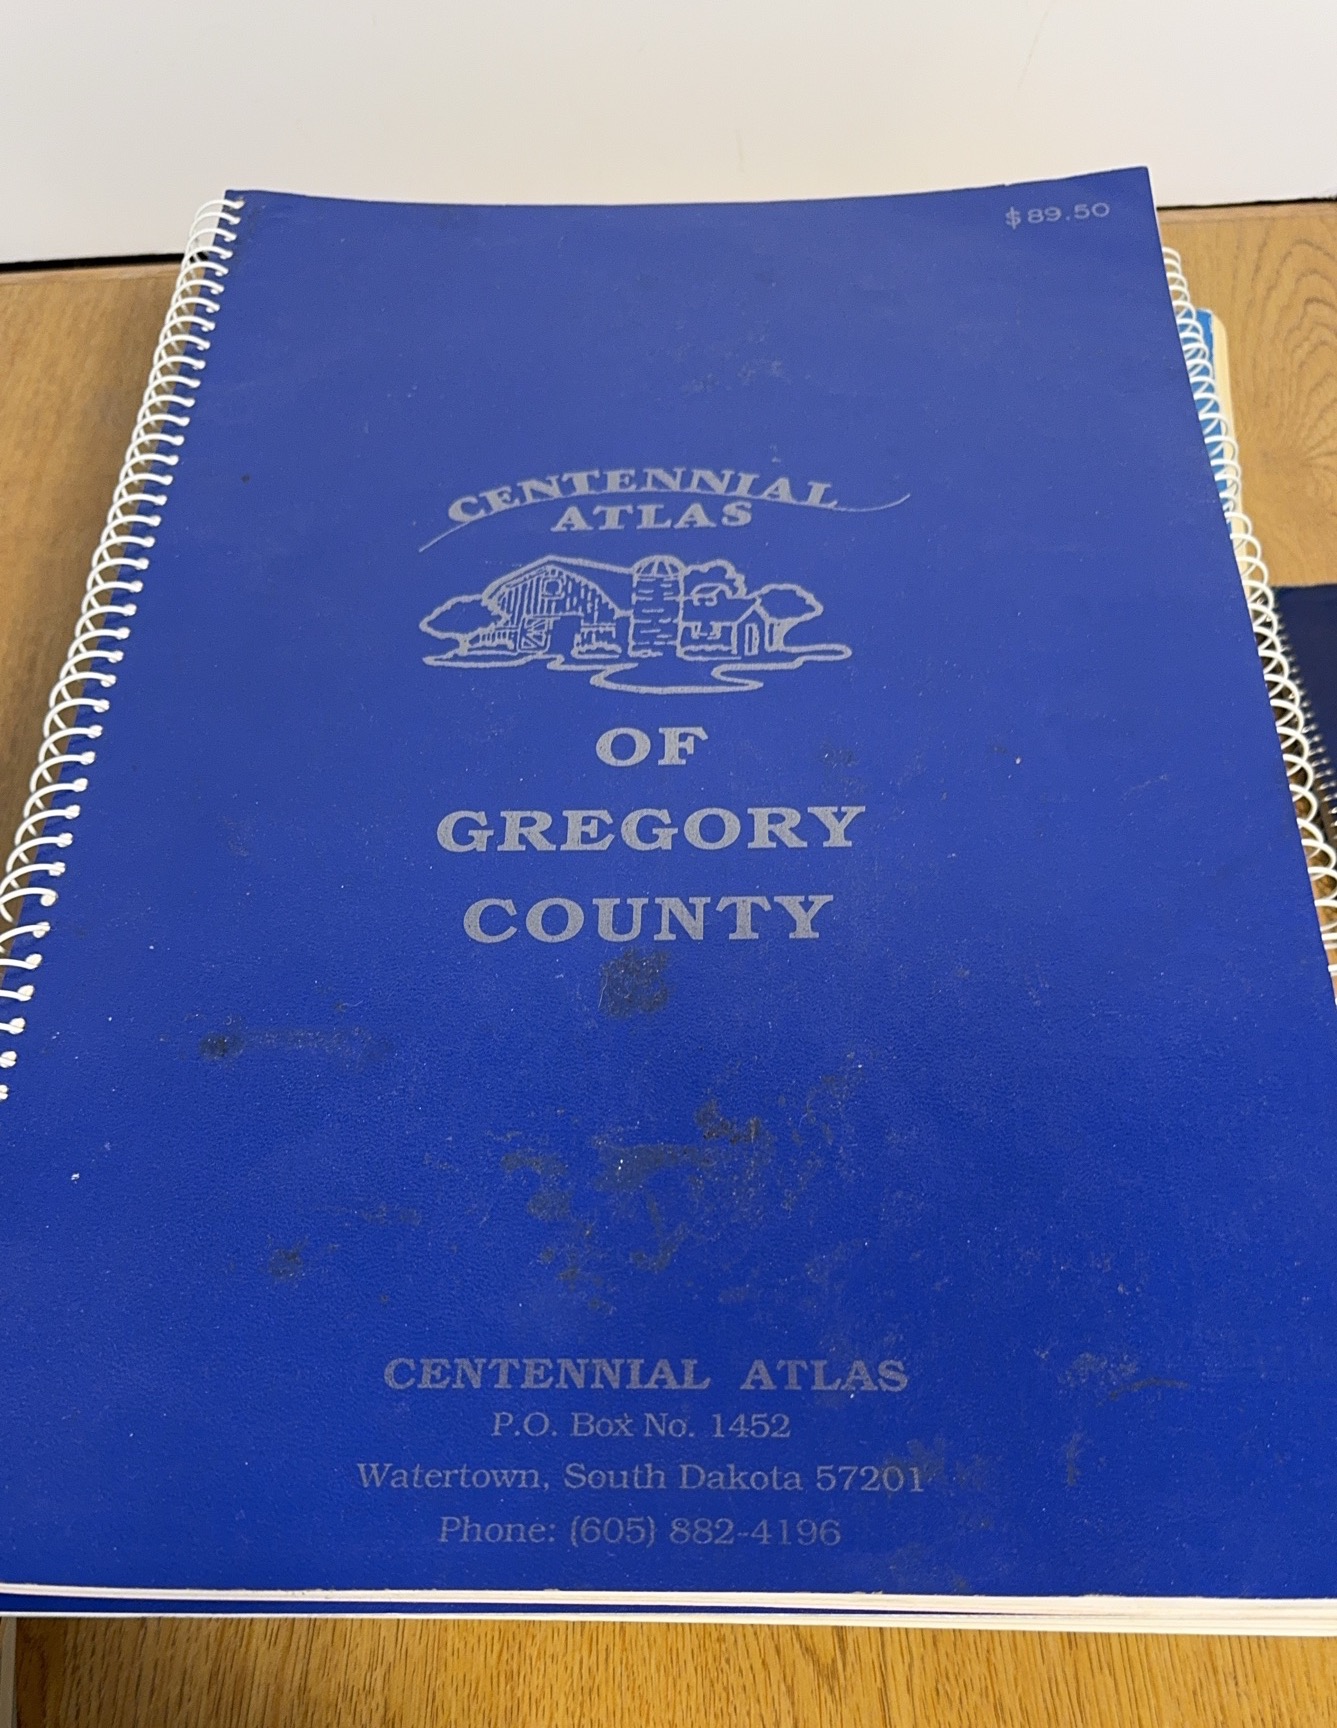 $89.50
CENTENNIAL
ATLAS
OF
GREGORY
COUNTY
CENTENNIAL ATLAS
P.O. Box No. 1452
Watertown, South Dakota 57201
Phone: (605) 882-4196